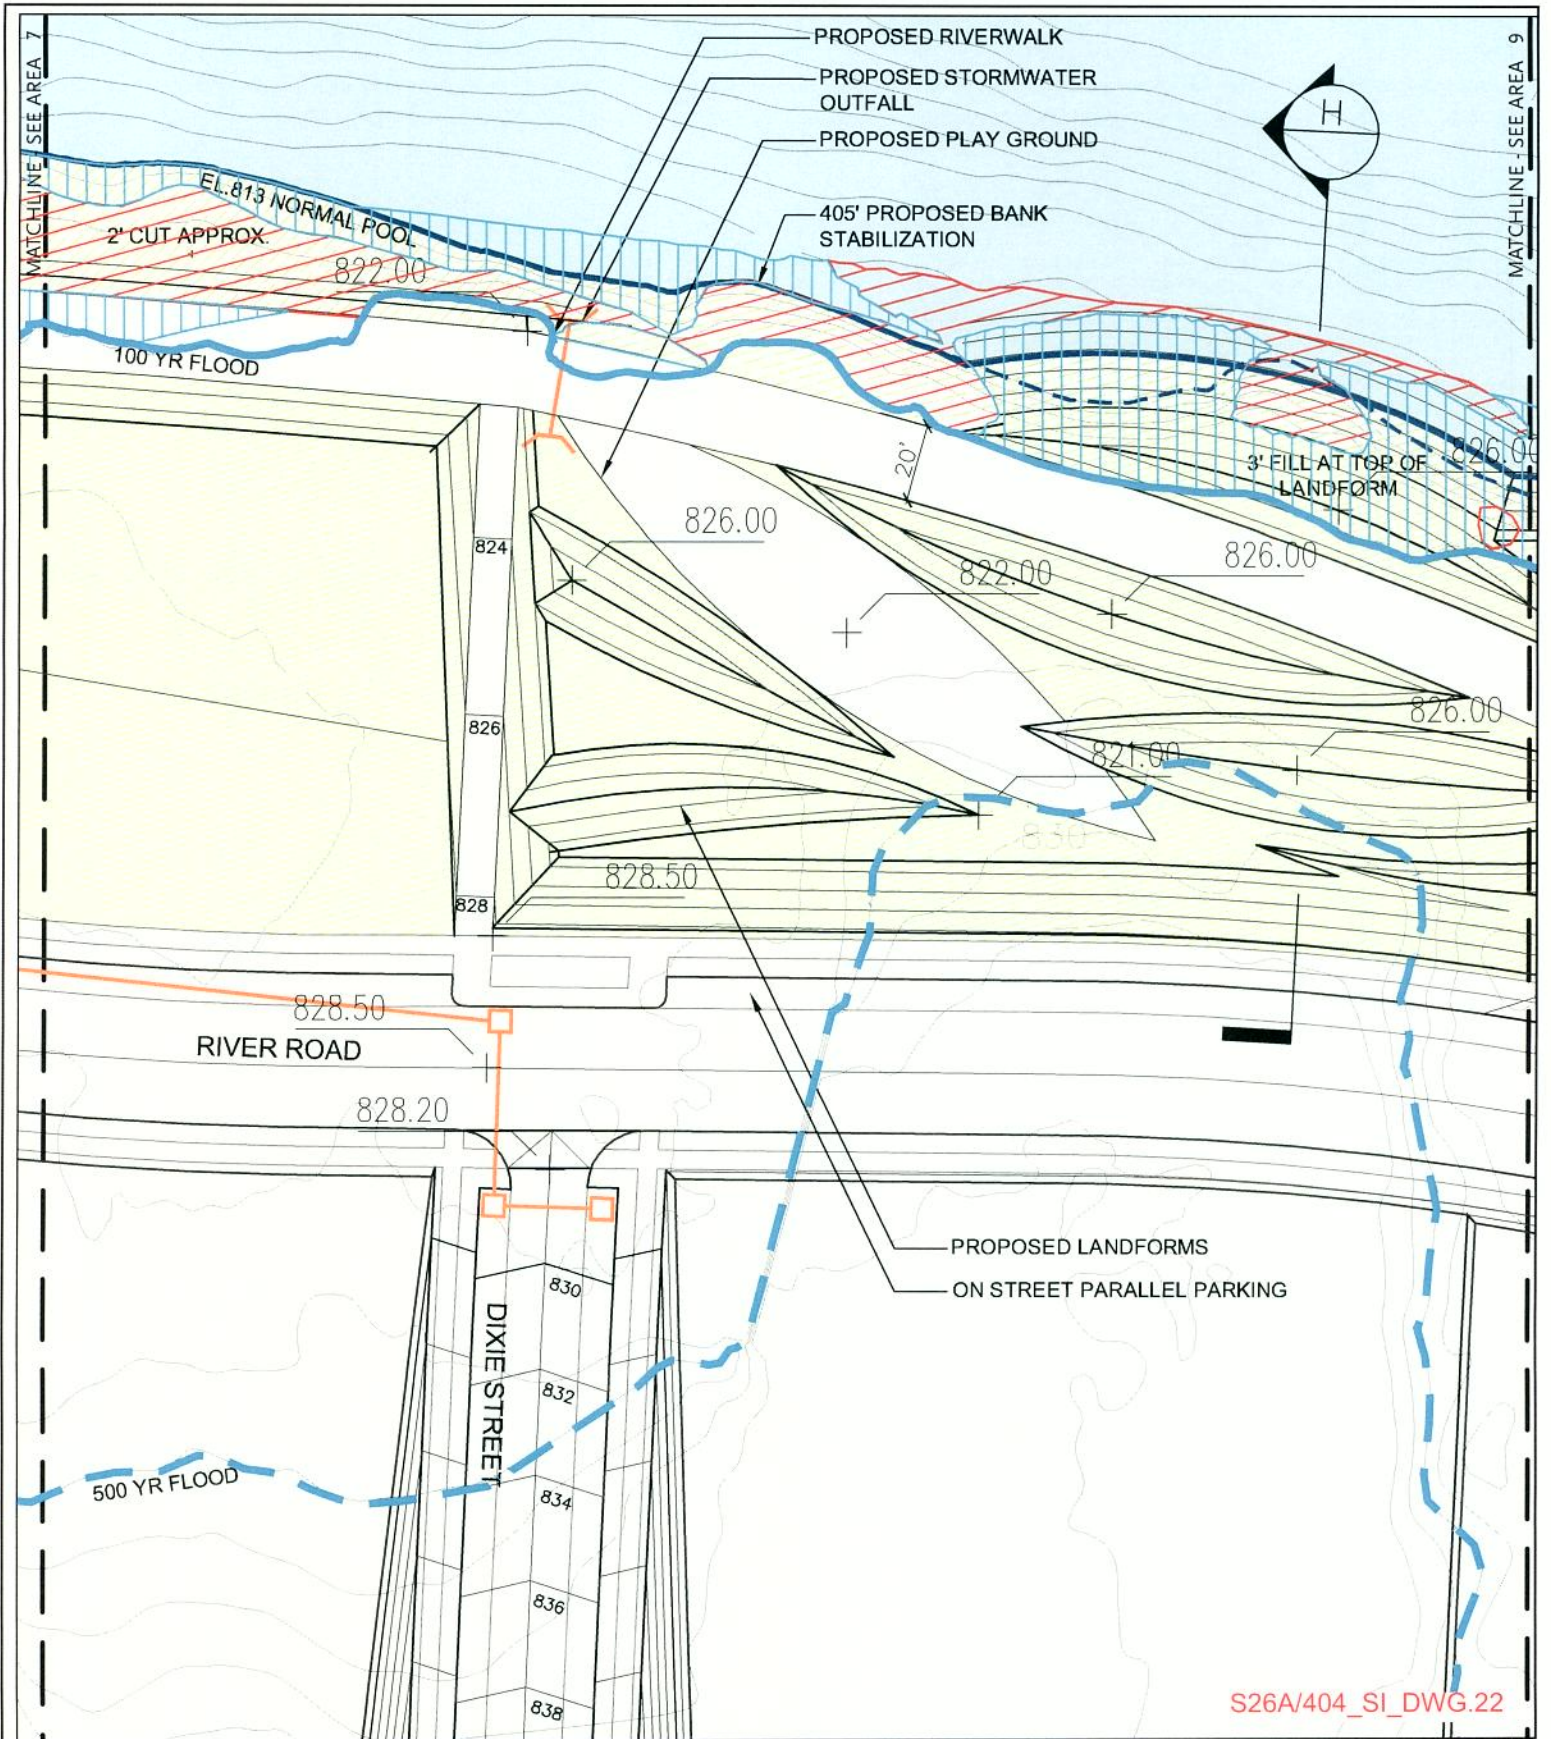 MATCHLINE - SEE AREA 7
PROPOSED RIVERWALK
PROPOSED STORMWATER
OUTFALL
PROPOSED PLAY GROUND
405' PROPOSED BANK
STABILIZATION
H
MATCHLINE - SEE AREA 9
EL.813 NORMAL POOL
2' CUT APPROX.
822.00
100 YR FLOOD
20'
3' FILL AT TOP OF
LANDFORM
826.00
826.00
826.00
822.00
824
826
828
826.00
821.00
830
828.50
828.50
RIVER ROAD
828.20
PROPOSED LANDFORMS
ON STREET PARALLEL PARKING
DIXIE STREET
830
832
834
836
838
500 YR FLOOD
S26A/404_SI_DWG.22